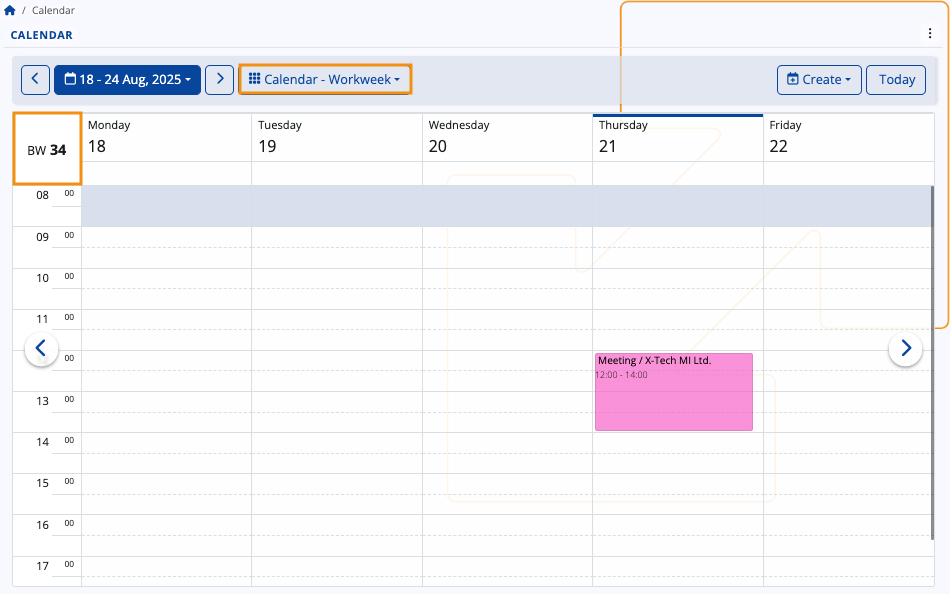 / Calendar
CALENDAR
18 - 24 Aug, 2025
Calendar - Workweek
Create
Today
BW 34
Monday
18
Tuesday
19
Wednesday
20
Thursday
21
Friday
22
08 00
09 00
10 00
11 00
00
Meeting / X-Tech MI Ltd.
12:00 - 14:00
13 00
14 00
15 00
16 00
17 00